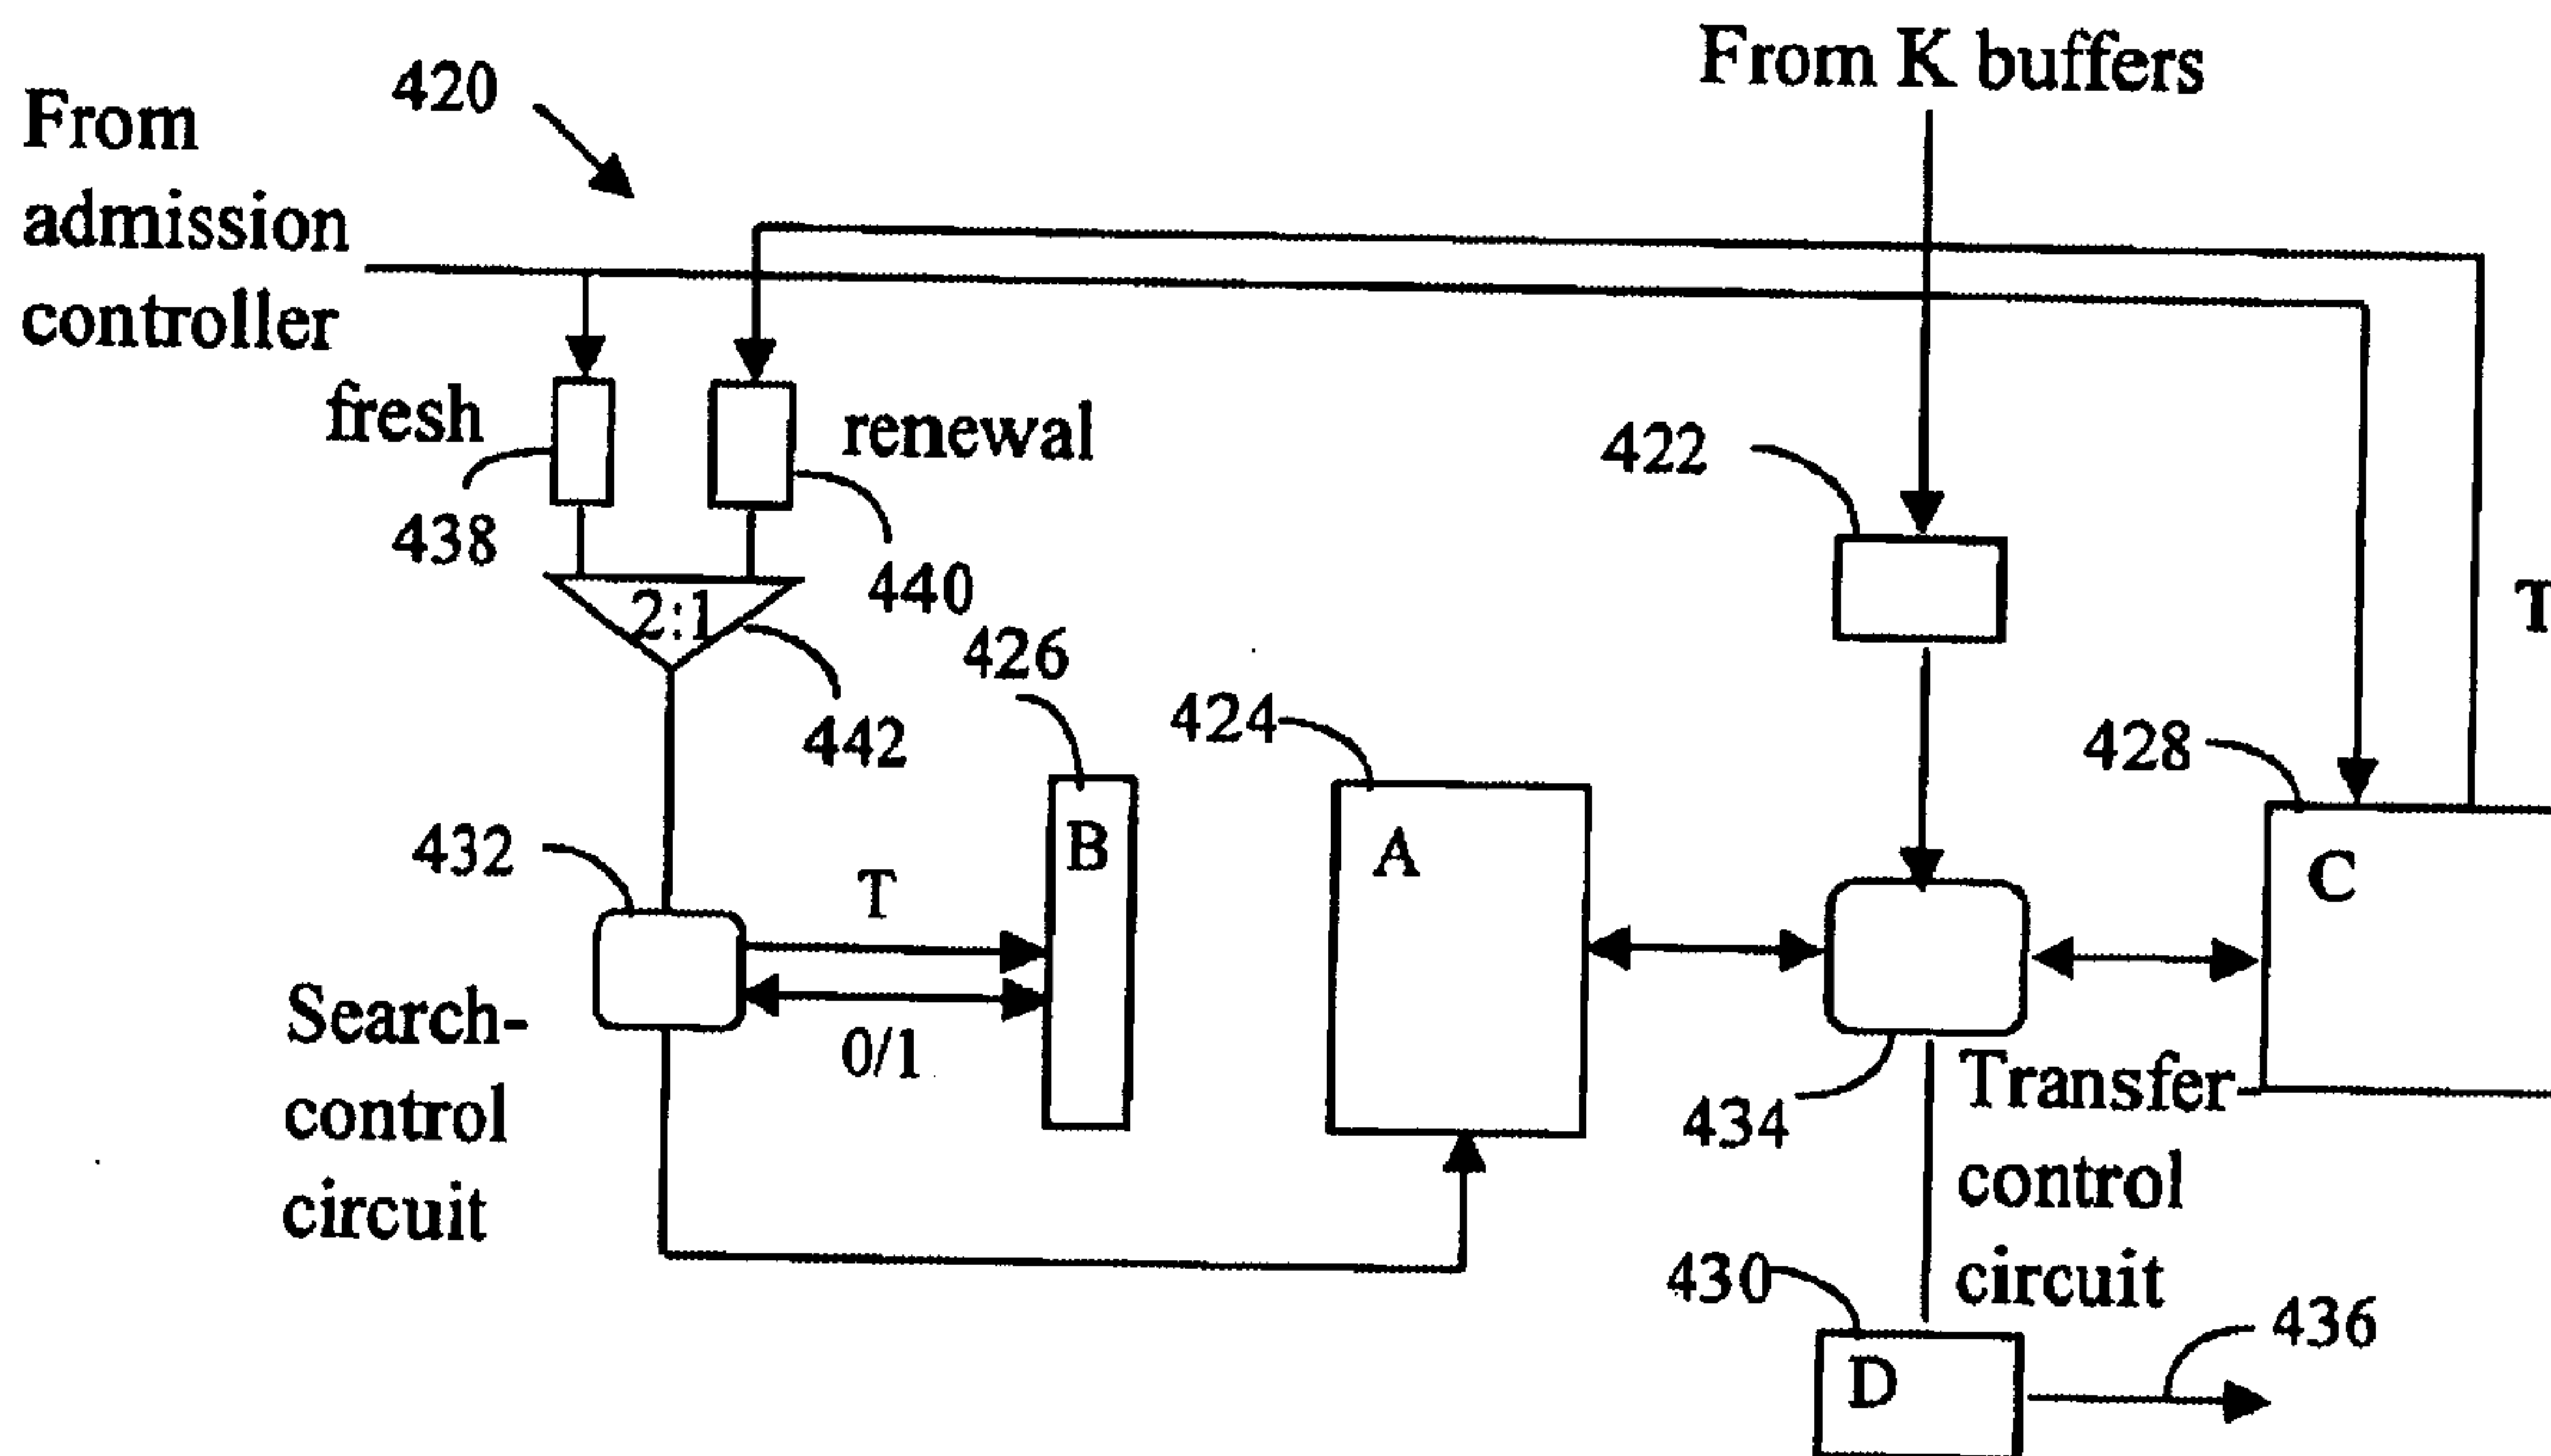 From K buffers
420
From
admission
controller
fresh
renewal
422
438
440
2:1
426
442
424
428
T
432
B
A
C
T
0/1
Search-
control
circuit
434
Transfer
control
circuit
430
436
D